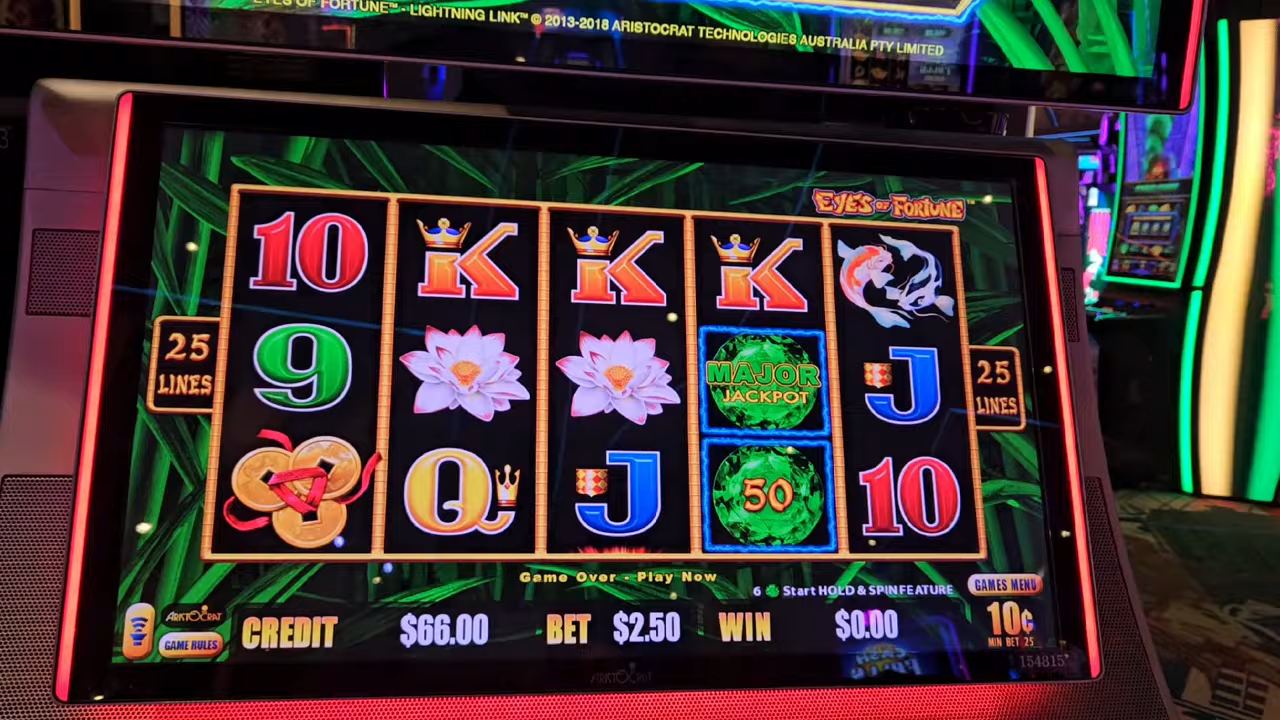 EYES OF FORTUNE™ - LIGHTNING LINK™ © 2013-2018 ARISTOCRAT TECHNOLOGIES AUSTRALIA PTY LIMITED
EYES OF FORTUNE™
10 K K K
25 LINES
9 MAJOR JACKPOT J
25 LINES
Q J 50 10
Game Over - Play Now
6 Start HOLD & SPIN FEATURE
GAMES MENU
ARISTOCRAT
GAME RULES
CREDIT $66.00 BET $2.50 WIN $0.00 10¢
MIN BET 25
154815
ARISTOCRAT